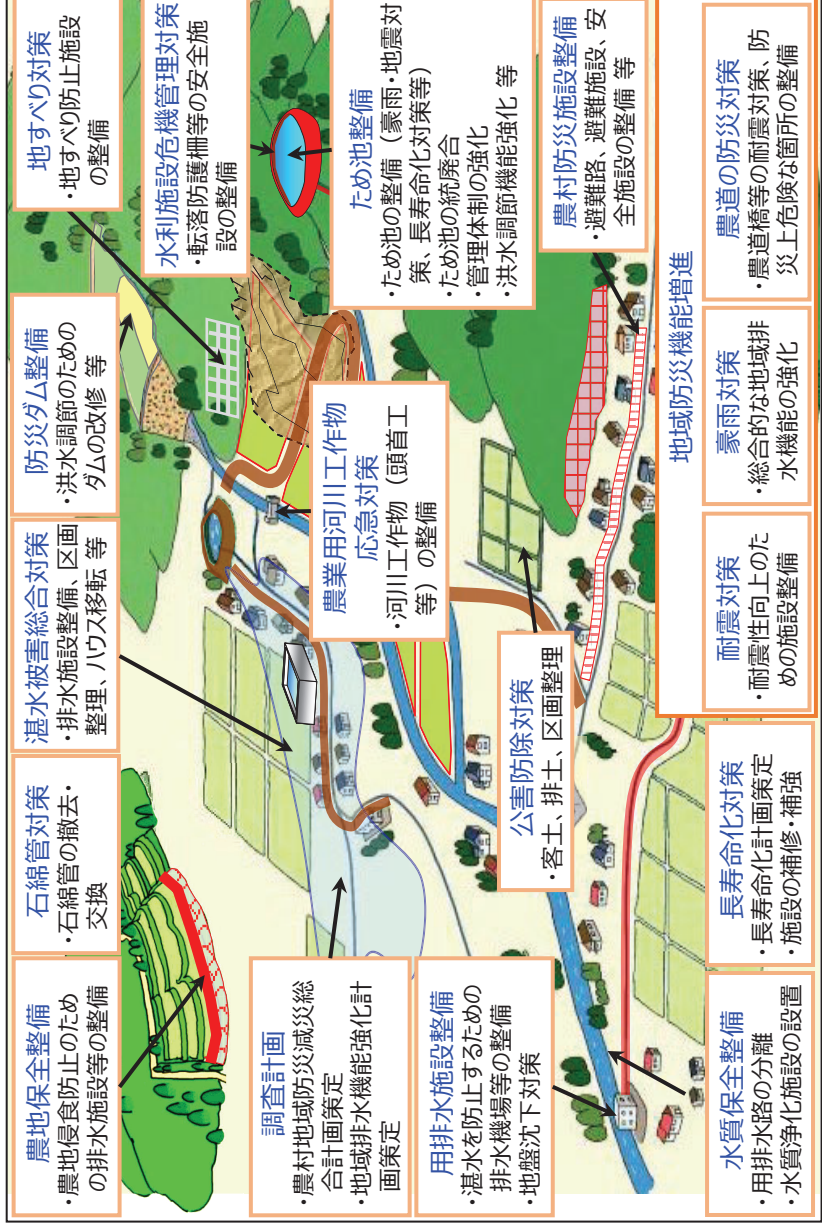 農地保全整備
・農地侵食防止のため
の排水施設等の整備
石綿管対策
・石綿管の撤去・
交換
湛水被害総合対策
・排水施設整備、区画
整理、ハウス移転 等
防災ダム整備
・洪水調節のための
ダムの改修 等
地すべり対策
・地すべり防止施設
の整備
水利施設危機管理対策
・転落防護柵等の安全施
設の整備
調査計画
・農村地域防災減災総
合計画策定
・地域排水機能強化計
画策定
農業用河川工作物
応急対策
・河川工作物（頭首工
等）の整備
ため池整備
・ため池の整備（豪雨・地震対
策、長寿命化対策等）
・ため池の統廃合
・管理体制の強化
・洪水調節機能強化 等
用排水施設整備
・湛水を防止するための
排水機場等の整備
・地盤沈下対策
公害防除対策
・客土、排土、区画整理
農村防災施設整備
・避難路、避難施設、安
全施設の整備 等
水質保全整備
・用排水路の分離
・水質浄化施設の設置
長寿命化対策
・長寿命化計画策定
・施設の補修・補強
地域防災機能増進
耐震対策
・耐震性向上のた
めの施設整備
豪雨対策
・総合的な地域排
水機能の強化
農道の防災対策
・農道橋等の耐震対策、防
災上危険な箇所の整備